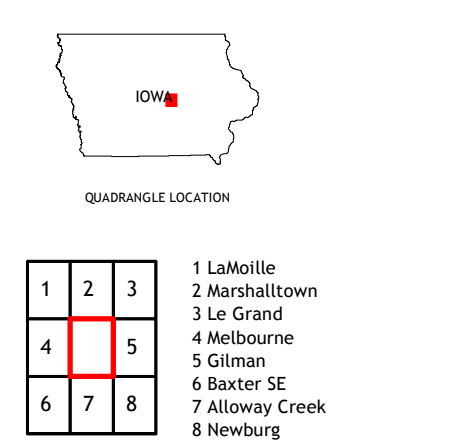 IOWA
QUADRANGLE LOCATION
1 2 3
4 5
6 7 8
1 LaMoille
2 Marshalltown
3 Le Grand
4 Melbourne
5 Gilman
6 Baxter SE
7 Alloway Creek
8 Newburg